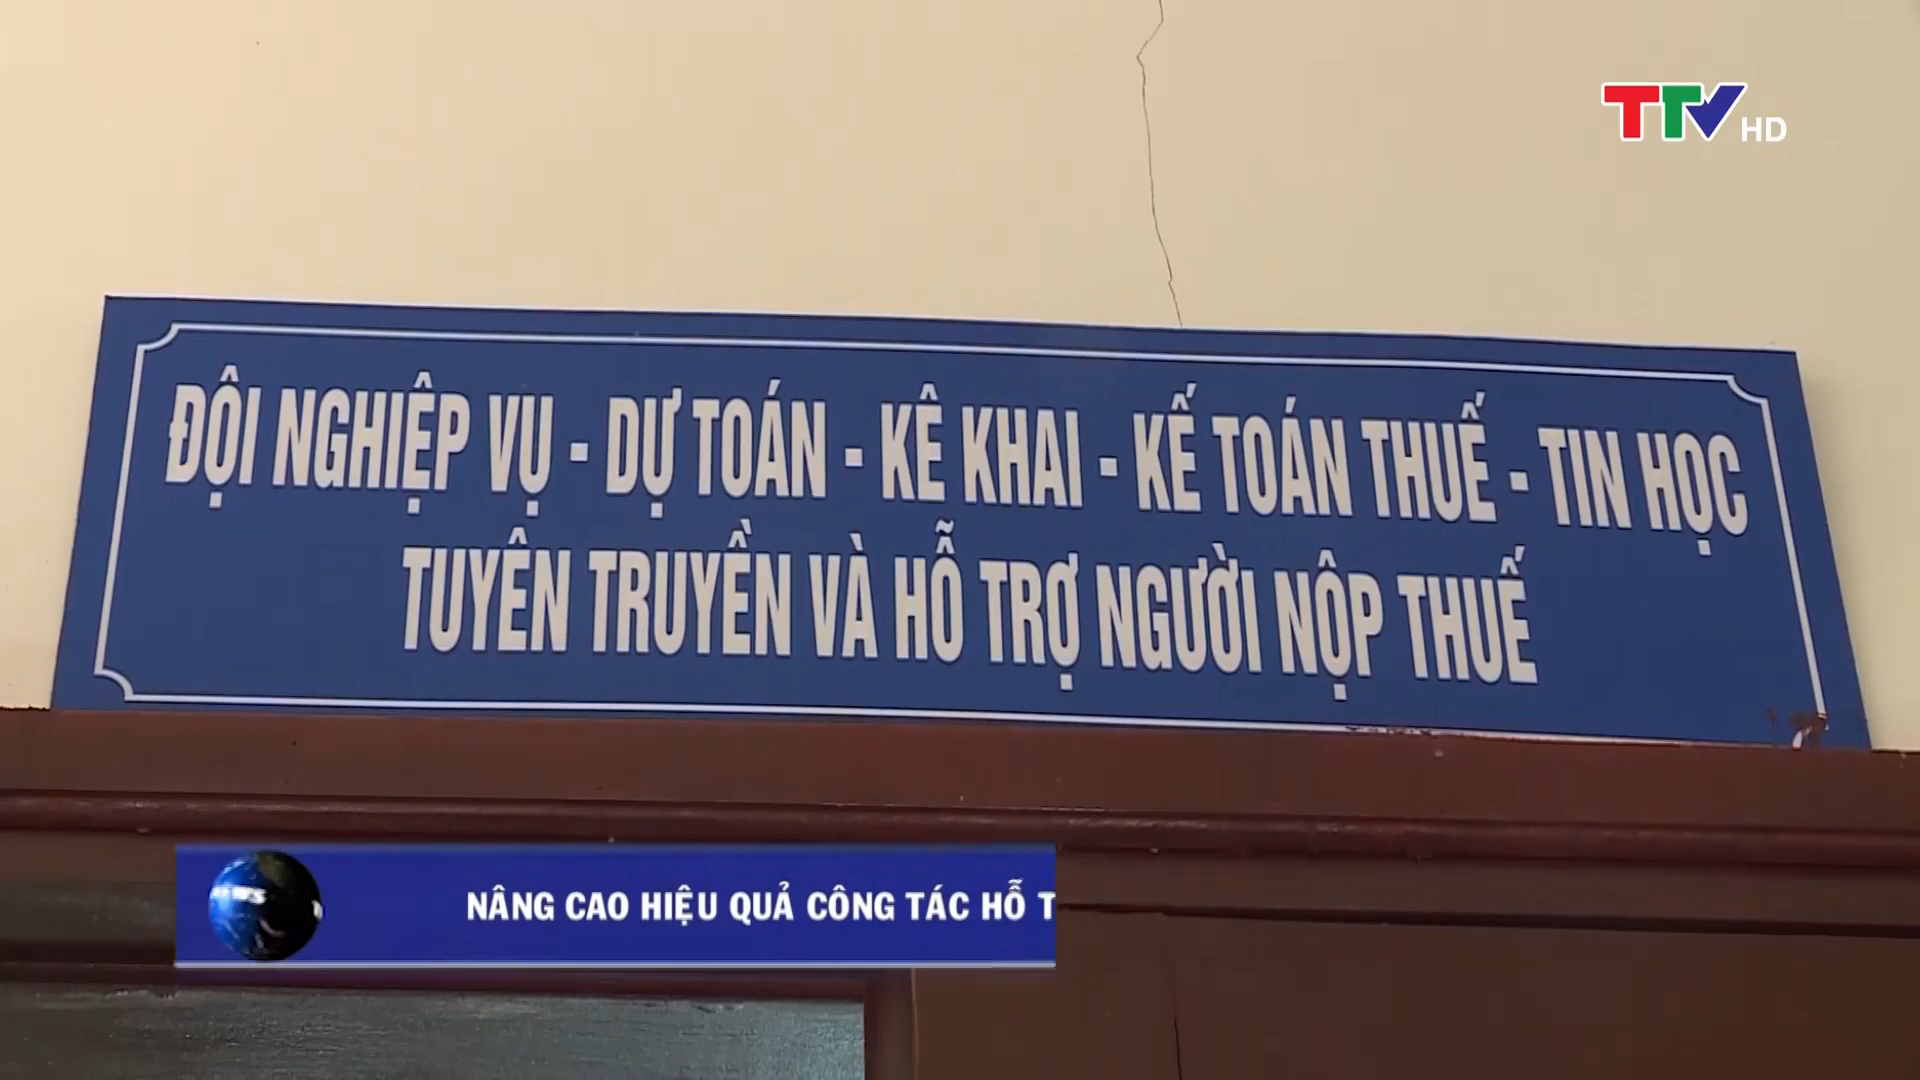 TTV HD
ĐỘI NGHIỆP VỤ - DỰ TOÁN - KÊ KHAI - KẾ TOÁN THUẾ - TIN HỌC
TUYÊN TRUYỀN VÀ HỖ TRỢ NGƯỜI NỘP THUẾ
NEWS
NÂNG CAO HIỆU QUẢ CÔNG TÁC HỖ T